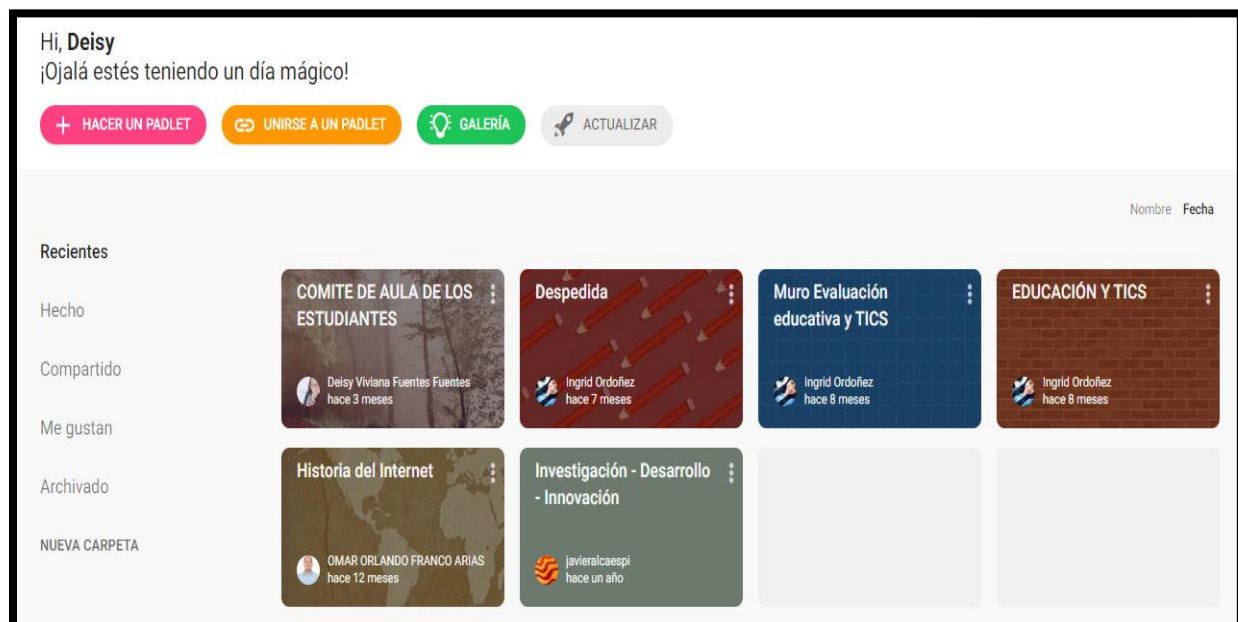 Hi, Deisy
¡Ojalá estés teniendo un día mágico!
HACER UN PADLET
UNIRSE A UN PADLET
GALERÍA
ACTUALIZAR
Nombre Fecha
Recientes
Hecho
Compartido
Me gustan
Archivado
NUEVA CARPETA
COMITE DE AULA DE LOS
ESTUDIANTES
Deisy Viviana Fuentes Fuentes
hace 3 meses
Despedida
Ingrid Ordoñez
hace 7 meses
Muro Evaluación
educativa y TICS
Ingrid Ordoñez
hace 8 meses
EDUCACIÓN Y TICS
Ingrid Ordoñez
hace 8 meses
Historia del Internet
OMAR ORLANDO FRANCO ARIAS
hace 12 meses
Investigación - Desarrollo
- Innovación
javieralcaespi
hace un año